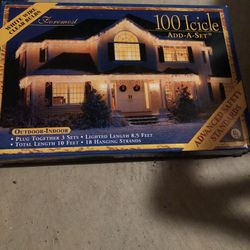 WHITE WIRE
CLEAR BULBS
Foremost
100 Icicle
ADD-A-SET
OUTDOOR-INDOOR
• PLUG TOGETHER 3 SETS • LIGHTED LENGTH 8.5 FEET
• TOTAL LENGTH 10 FEET • 18 HANGING STRANDS
ADVANCED SAFETY
STANDARDS